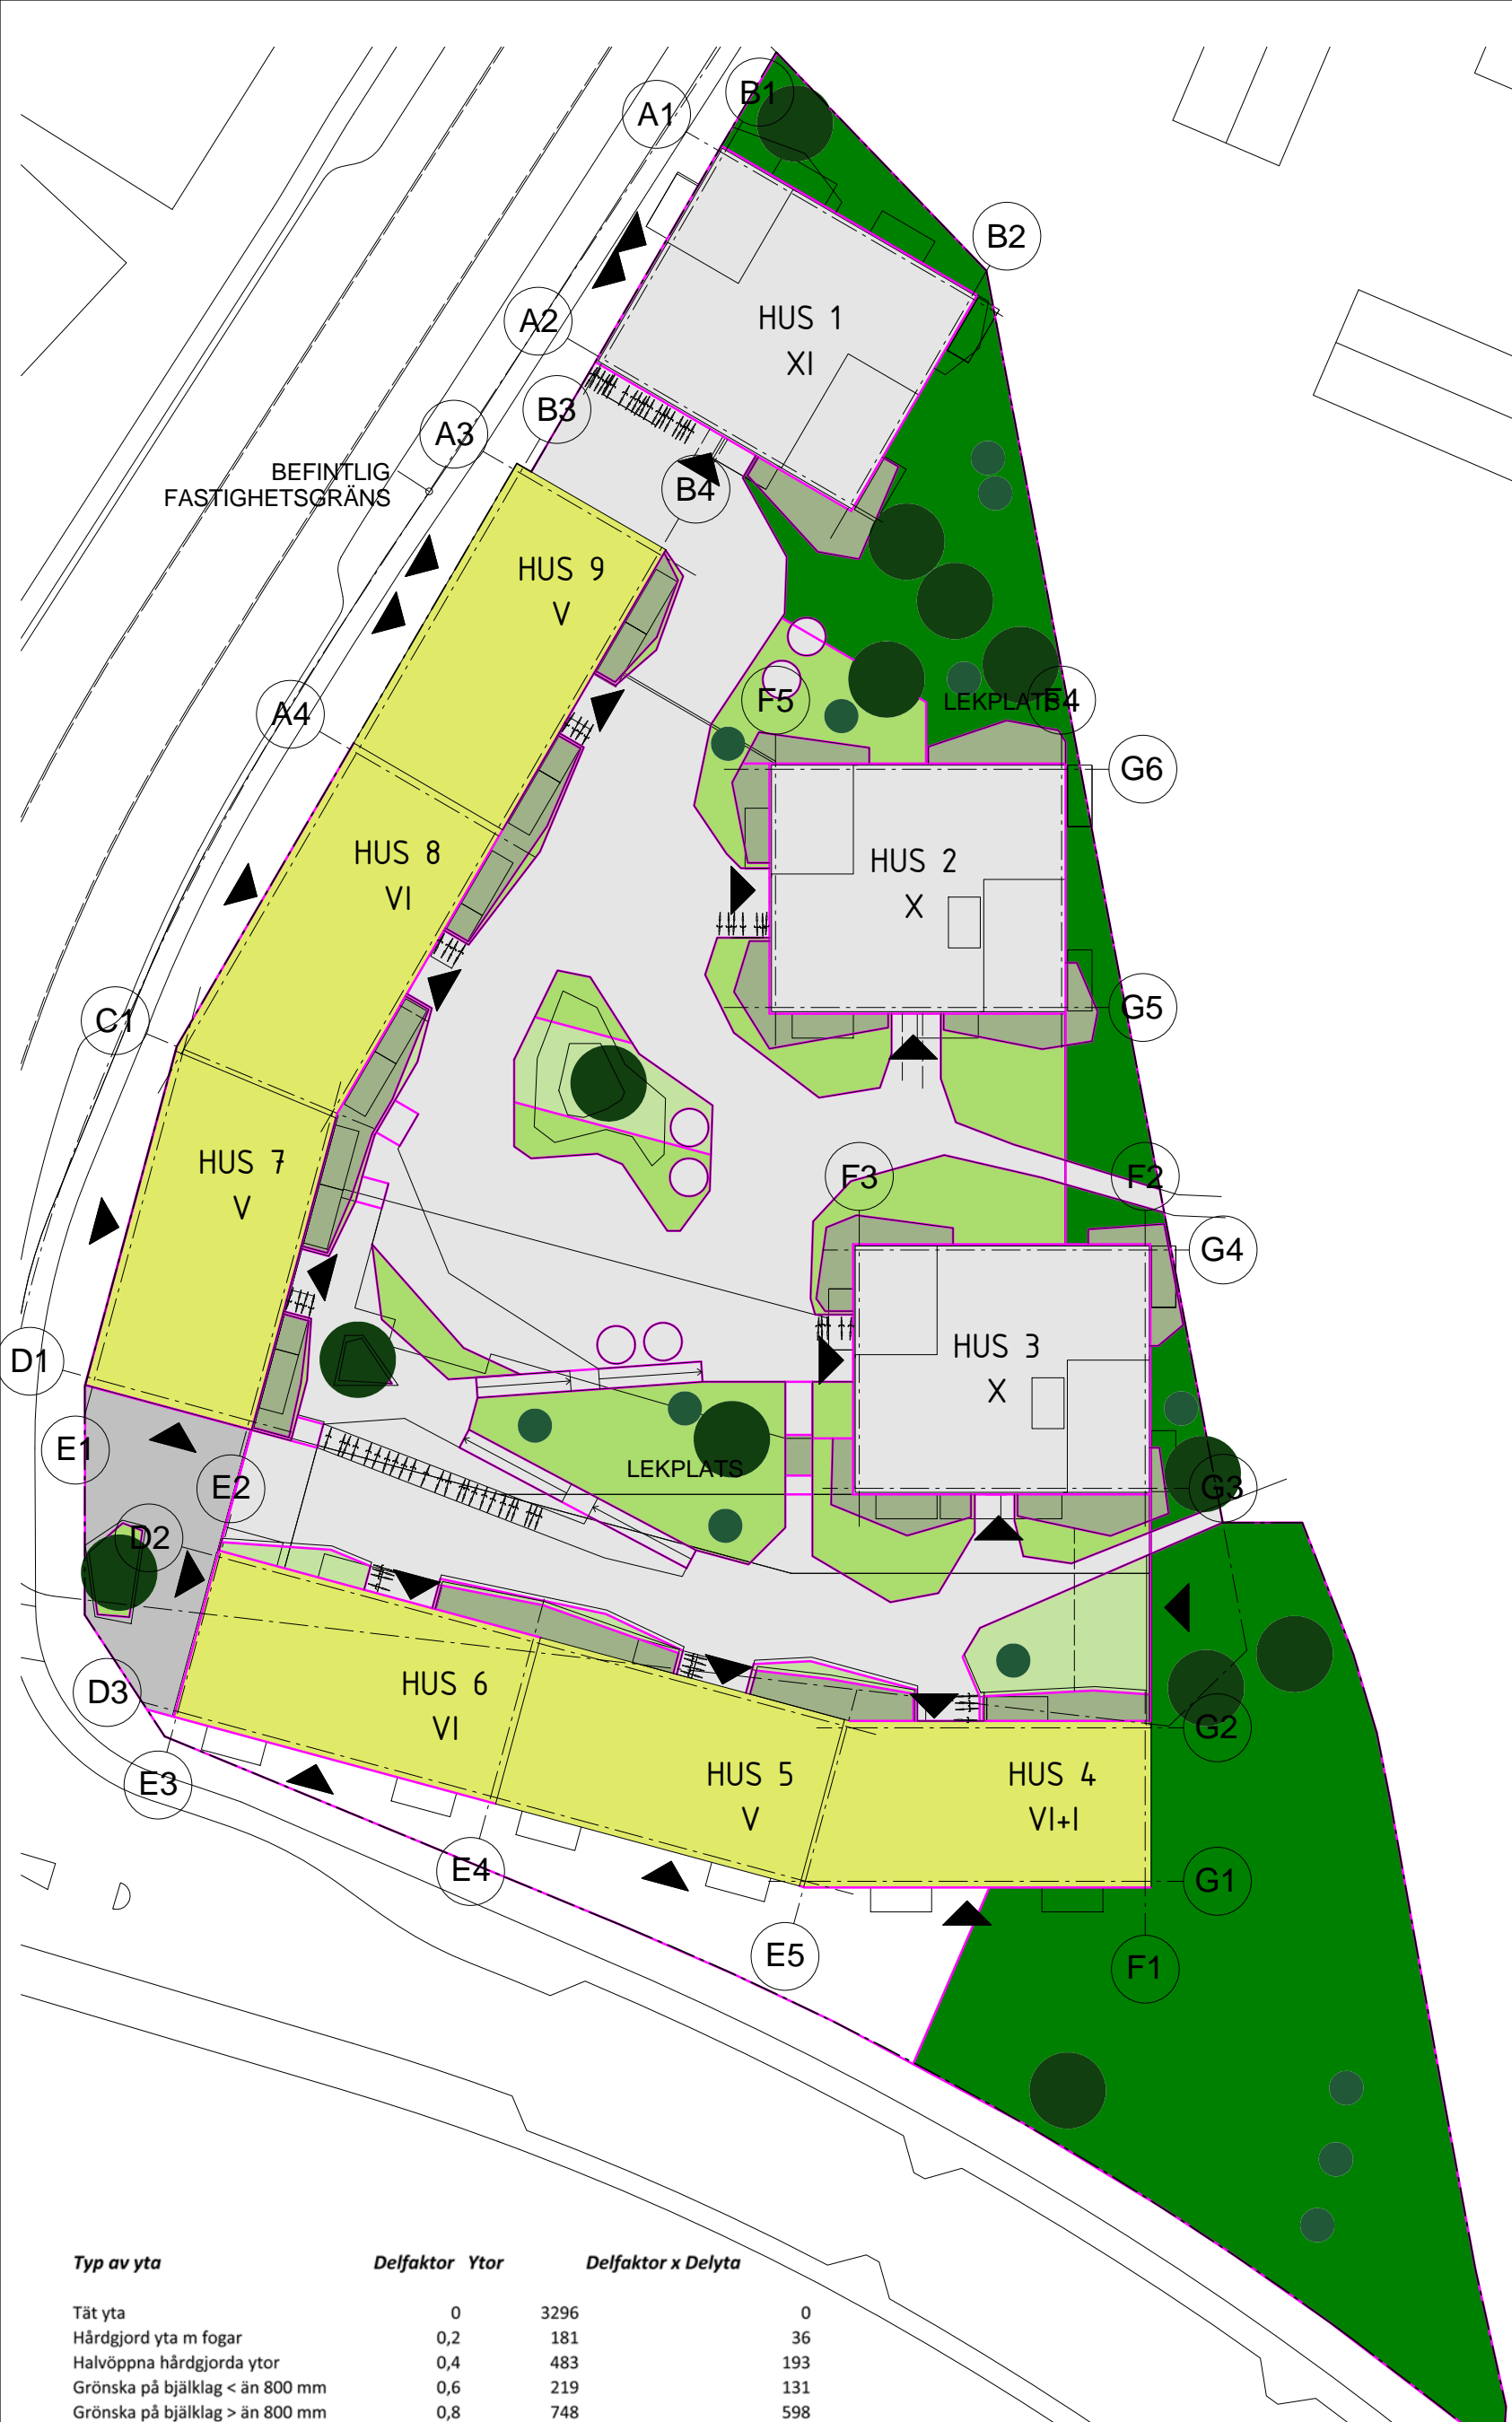 B1
A1
B2
HUS 1
XI
A2
B3
A3
BEFINTLIG
FASTIGHETSGRÄNS
B4
HUS 9
V
F5
LEKPLATS
F4
A4
G6
HUS 8
VI
HUS 2
X
C1
G5
HUS 7
V
F3
F2
G4
HUS 3
X
D1
E1
LEKPLATS
E2
G3
D2
D3
HUS 6
VI
G2
HUS 5
V
HUS 4
VI+I
E3
E4
G1
E5
F1
Typ av yta Delfaktor Ytor Delfaktor x Delyta
Tät yta 0 3296 0
Hårdgjord yta m fogar 0,2 181 36
Halvöppna hårdgjorda ytor 0,4 483 193
Grönska på bjälklag < än 800 mm 0,6 219 131
Grönska på bjälklag > än 800 mm 0,8 748 598